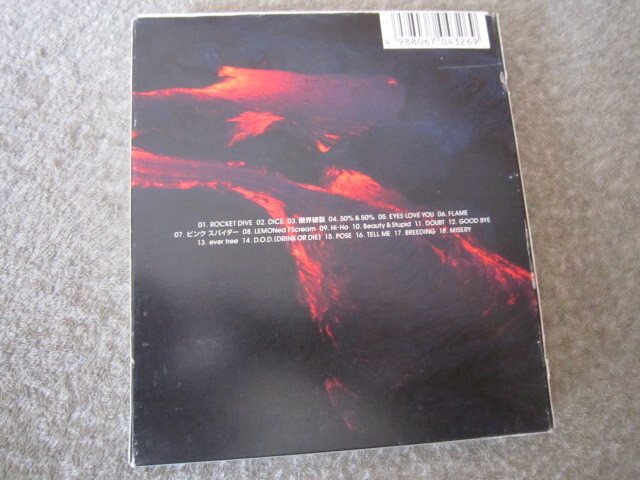 4 988067 043269
01. ROCKET DIVE 02. DICE 03. 限界破裂 04. 50% & 50% 05. EYES LOVE YOU 06. FLAME
07. ピンク スパイダー 08. LEMONed I Scream 09. Hi-Ho 10. Beauty & Stupid 11. DOUBT 12. GOOD BYE
13. ever free 14. D.O.D. (DRINK OR DIE) 15. POSE 16. TELL ME 17. BREEDING 18. MISERY